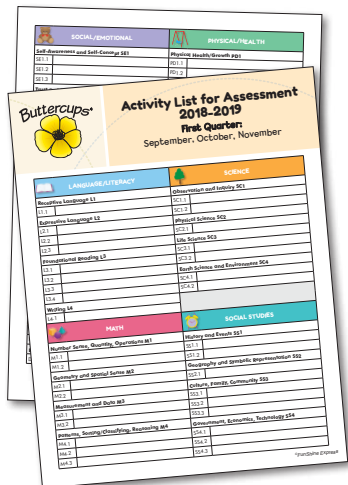 SOCIAL/EMOTIONAL
PHYSICAL/HEALTH
Self-Awareness and Self-Concept SE1
Physical Health/Growth PD1
SE1.1
PD1.1
SE1.2
PD1.2
SE1.3
Buttercups®
Activity List for Assessment
2018-2019
First Quarter:
September, October, November
LANGUAGE/LITERACY
SCIENCE
Receptive Language L1
Observation and Inquiry SC1
L1.1
SC1.1
Expressive Language L2
SC1.2
L2.1
Physical Science SC2
L2.2
SC2.1
L2.3
Life Science SC3
Foundational Reading L3
SC3.1
L3.1
SC3.2
L3.2
Earth Science and Environment SC4
L3.3
SC4.1
L3.4
SC4.2
Writing L4
L4.1
MATH
SOCIAL STUDIES
Number Sense, Quantity, Operations M1
History and Events SS1
M1.1
SS1.1
M1.2
SS1.2
Geometry and Spatial Sense M2
Geography and Symbolic Representation SS2
M2.1
SS2.1
M2.2
Culture, Family, Community SS3
Measurement and Data M3
SS3.1
M3.1
SS3.2
M3.2
SS3.3
Patterns, Sorting/Classifying, Reasoning M4
Government, Economics, Technology SS4
M4.1
SS4.1
M4.2
SS4.2
M4.3
SS4.3
®FunShine Express®